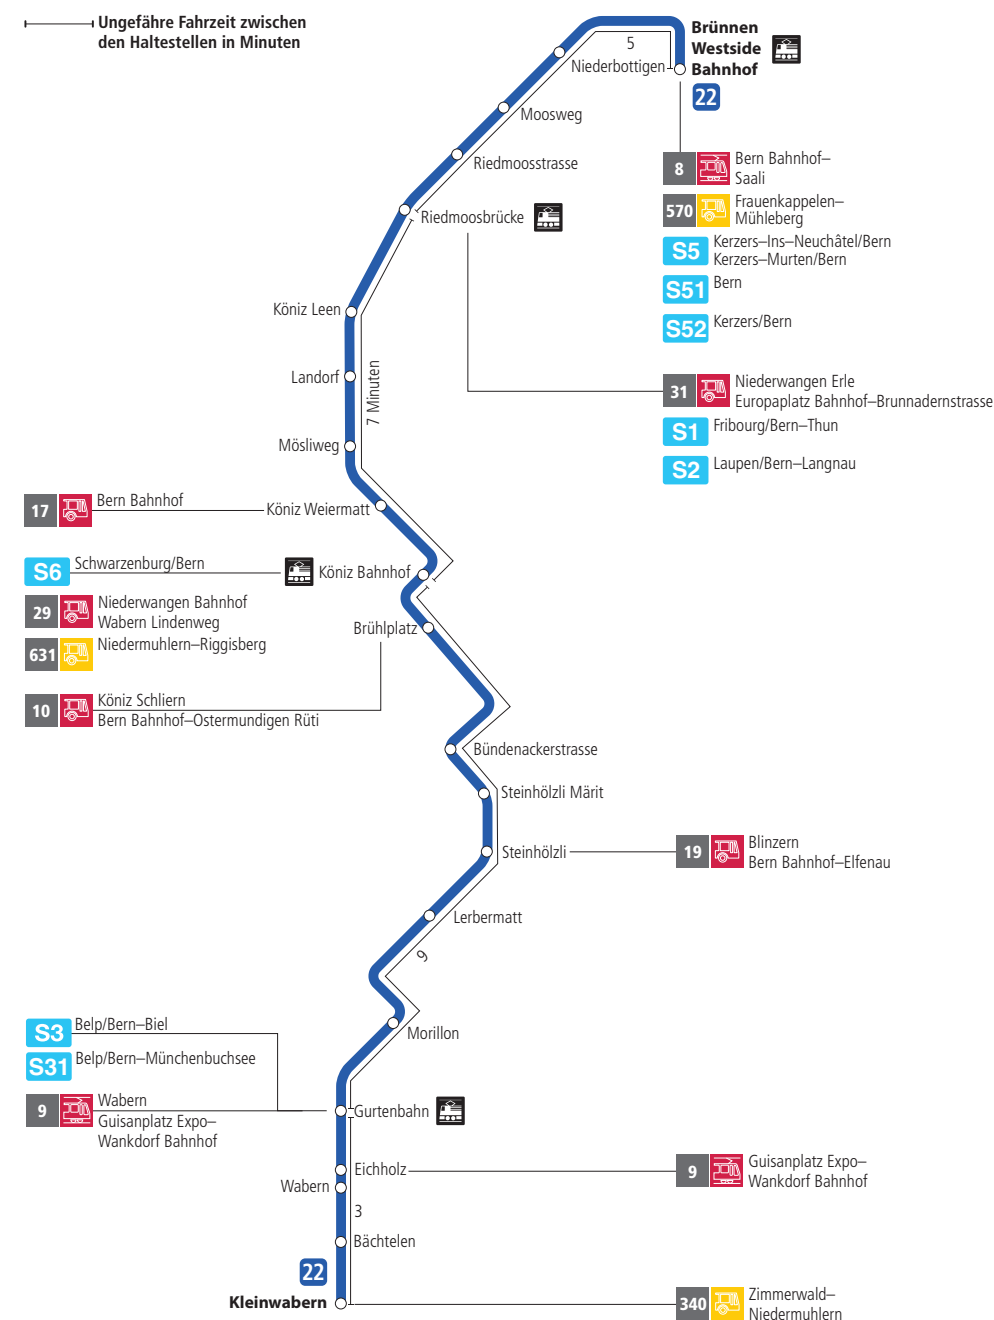 Ungefähre Fahrzeit zwischen
den Haltestellen in Minuten
Brünnen
Westside
Bahnhof
22
5
Niederbottigen
Moosweg
Riedmoosstrasse
Riedmoosbrücke
8
Bern Bahnhof–
Saali
570
Frauenkappelen–
Mühleberg
S5
Kerzers–Ins–Neuchâtel/Bern
Kerzers–Murten/Bern
S51
Bern
S52
Kerzers/Bern
31
Niederwangen Erle
Europaplatz Bahnhof–Brunnadernstrasse
S1
Fribourg/Bern–Thun
S2
Laupen/Bern–Langnau
Köniz Leen
Landorf
7 Minuten
Mösliweg
Köniz Weiermatt
17
Bern Bahnhof
Köniz Bahnhof
S6
Schwarzenburg/Bern
29
Niederwangen Bahnhof
Wabern Lindenweg
631
Niedermuhlern–Riggisberg
Brühlplatz
10
Köniz Schliern
Bern Bahnhof–Ostermundigen Rüti
Bündenackerstrasse
Steinhölzli Märit
Steinhölzli
19
Blinzern
Bern Bahnhof–Elfenau
Lerbermatt
9
Morillon
S3
Belp/Bern–Biel
S31
Belp/Bern–Münchenbuchsee
9
Wabern
Guisanplatz Expo–
Wankdorf Bahnhof
Gurtenbahn
Eichholz
9
Guisanplatz Expo–
Wankdorf Bahnhof
Wabern
3
Bächtelen
22
Kleinwabern
340
Zimmerwald–
Niedermuhlern